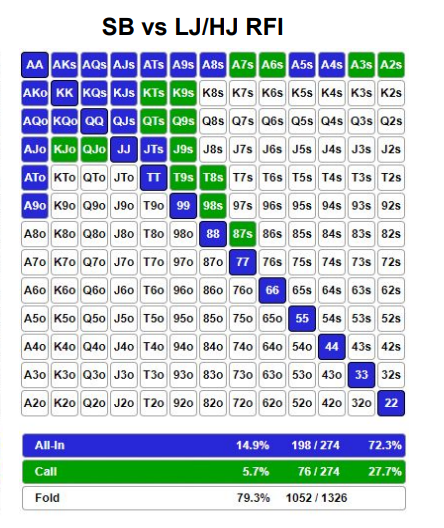 SB vs LJ/HJ RFI
AA AKs AQs AJs ATs A9s A8s A7s A6s A5s A4s A3s A2s
AKo KK KQs KJs KTs K9s K8s K7s K6s K5s K4s K3s K2s
AQo KQo QQ QJs QTs Q9s Q8s Q7s Q6s Q5s Q4s Q3s Q2s
AJo KJo QJo JJ JTs J9s J8s J7s J6s J5s J4s J3s J2s
ATo KTo QTo JTo TT T9s T8s T7s T6s T5s T4s T3s T2s
A9o K9o Q9o J9o T9o 99 98s 97s 96s 95s 94s 93s 92s
A8o K8o Q8o J8o T8o 98o 88 87s 86s 85s 84s 83s 82s
A7o K7o Q7o J7o T7o 97o 87o 77 76s 75s 74s 73s 72s
A6o K6o Q6o J6o T6o 96o 86o 76o 66 65s 64s 63s 62s
A5o K5o Q5o J5o T5o 95o 85o 75o 65o 55 54s 53s 52s
A4o K4o Q4o J4o T4o 94o 84o 74o 64o 54o 44 43s 42s
A3o K3o Q3o J3o T3o 93o 83o 73o 63o 53o 43o 33 32s
A2o K2o Q2o J2o T2o 92o 82o 72o 62o 52o 42o 32o 22
All-In 14.9% 198 / 274 72.3%
Call 5.7% 76 / 274 27.7%
Fold 79.3% 1052 / 1326